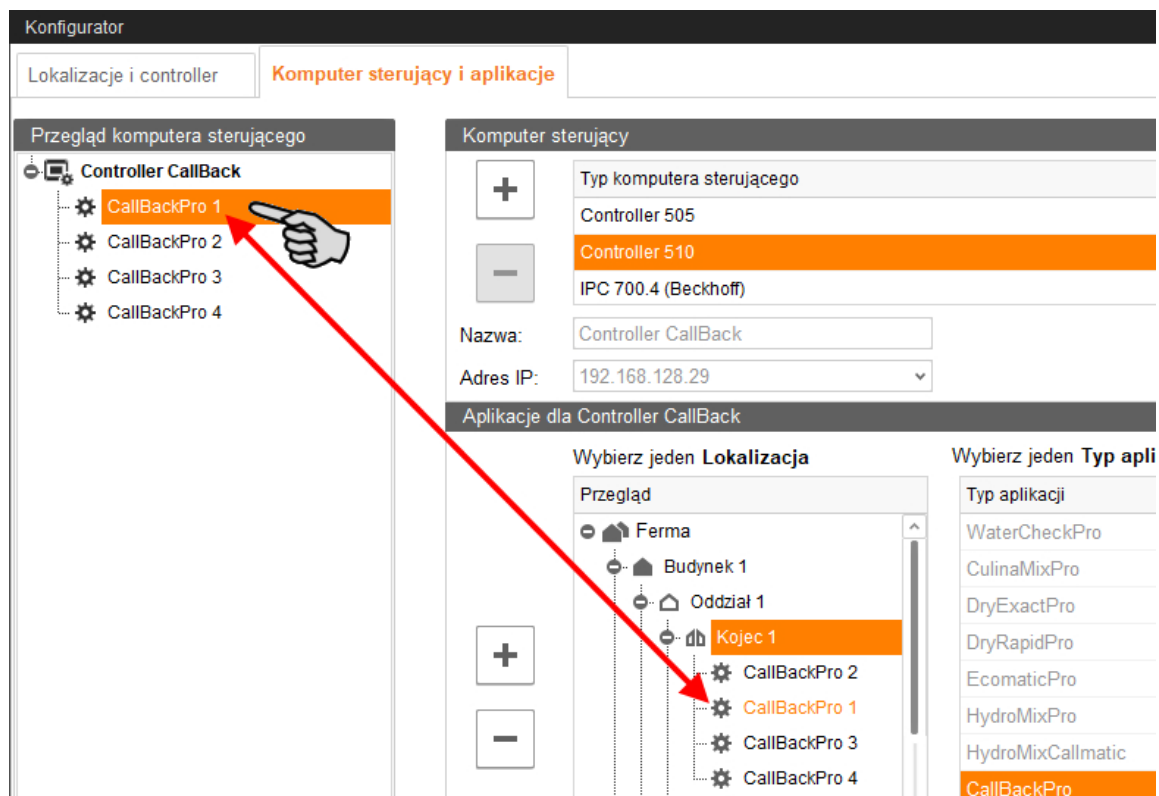 Konfigurator
Lokalizacje i controller
Komputer sterujący i aplikacje
Przegląd komputera sterującego
Controller CallBack
CallBackPro 1
CallBackPro 2
CallBackPro 3
CallBackPro 4
Komputer sterujący
Typ komputera sterującego
Controller 505
Controller 510
IPC 700.4 (Beckhoff)
Nazwa: Controller CallBack
Adres IP: 192.168.128.29
Aplikacje dla Controller CallBack
Wybierz jeden Lokalizacja
Przegląd
Ferma
Budynek 1
Oddział 1
Kojec 1
CallBackPro 2
CallBackPro 1
CallBackPro 3
CallBackPro 4
Wybierz jeden Typ apli
Typ aplikacji
WaterCheckPro
CulinaMixPro
DryExactPro
DryRapidPro
EcomaticPro
HydroMixPro
HydroMixCallmatic
CallBackPro